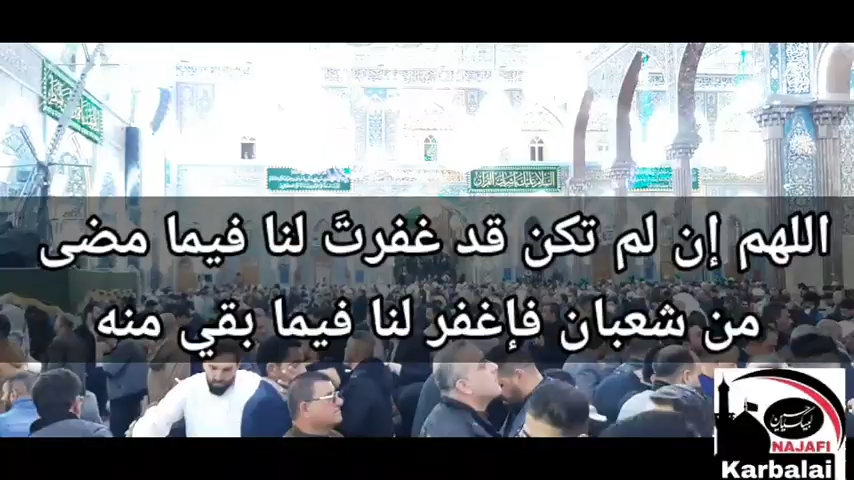 اللهم إن لم تكن قد غفرتَ لنا فيما مضى
من شعبان فإغفر لنا فيما بقي منه
NAJAFI
Karbalai